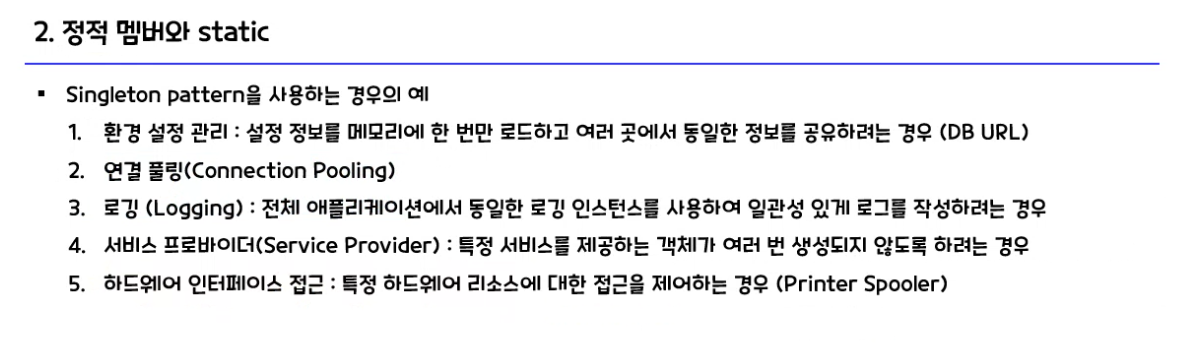 2. 정적 멤버와 static
▪ Singleton pattern을 사용하는 경우의 예
1. 환경 설정 관리 : 설정 정보를 메모리에 한 번만 로드하고 여러 곳에서 동일한 정보를 공유하려는 경우 (DB URL)
2. 연결 풀링(Connection Pooling)
3. 로깅 (Logging) : 전체 애플리케이션에서 동일한 로깅 인스턴스를 사용하여 일관성 있게 로그를 작성하려는 경우
4. 서비스 프로바이더(Service Provider) : 특정 서비스를 제공하는 객체가 여러 번 생성되지 않도록 하려는 경우
5. 하드웨어 인터페이스 접근 : 특정 하드웨어 리소스에 대한 접근을 제어하는 경우 (Printer Spooler)